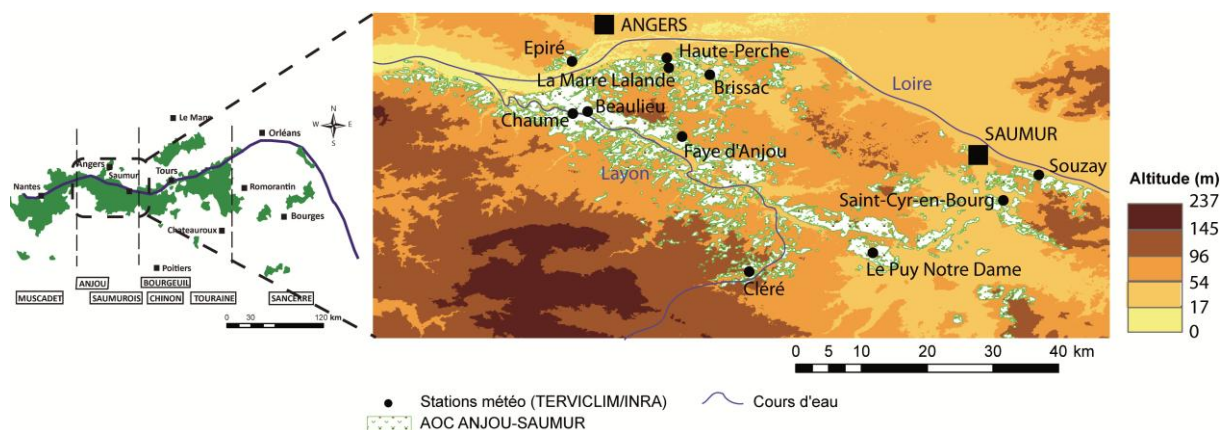 N
W E
S
Le Mans
Orléans
Angers
Saumur
Tours
Nantes
Romorantin
Bourges
Chateauroux
Poitiers
ANJOU
BOURGEUIL
MUSCADET
SAUMUROIS
CHINON
TOURAINE
SANCERRE
0 30 60 120
km
ANGERS
Epiré
Haute-Perche
La Marre Lalande
Brissac
Loire
Beaulieu
Chaume
SAUMUR
Faye d'Anjou
Souzay
Layon
Saint-Cyr-en-Bourg
Le Puy Notre Dame
Cléré
Altitude (m)
237
145
96
54
17
0
0 5 10 20 30 40 km
Stations météo (TERVICLIM/INRA)
Cours d'eau
AOC ANJOU-SAUMUR